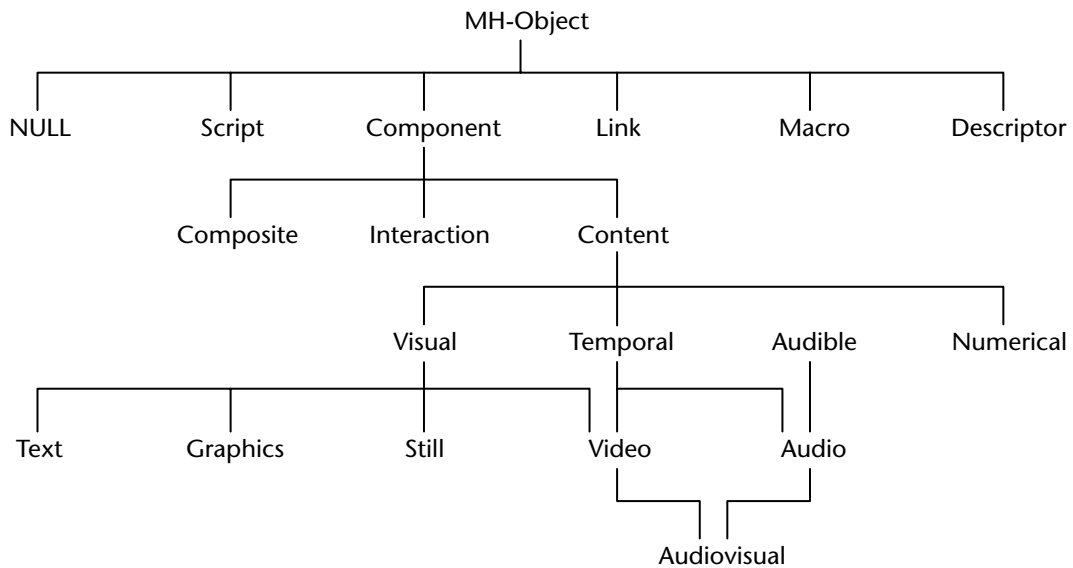 MH-Object
NULL Script Component Link Macro Descriptor
Composite Interaction Content
Visual Temporal Audible Numerical
Text Graphics Still Video Audio
Audiovisual